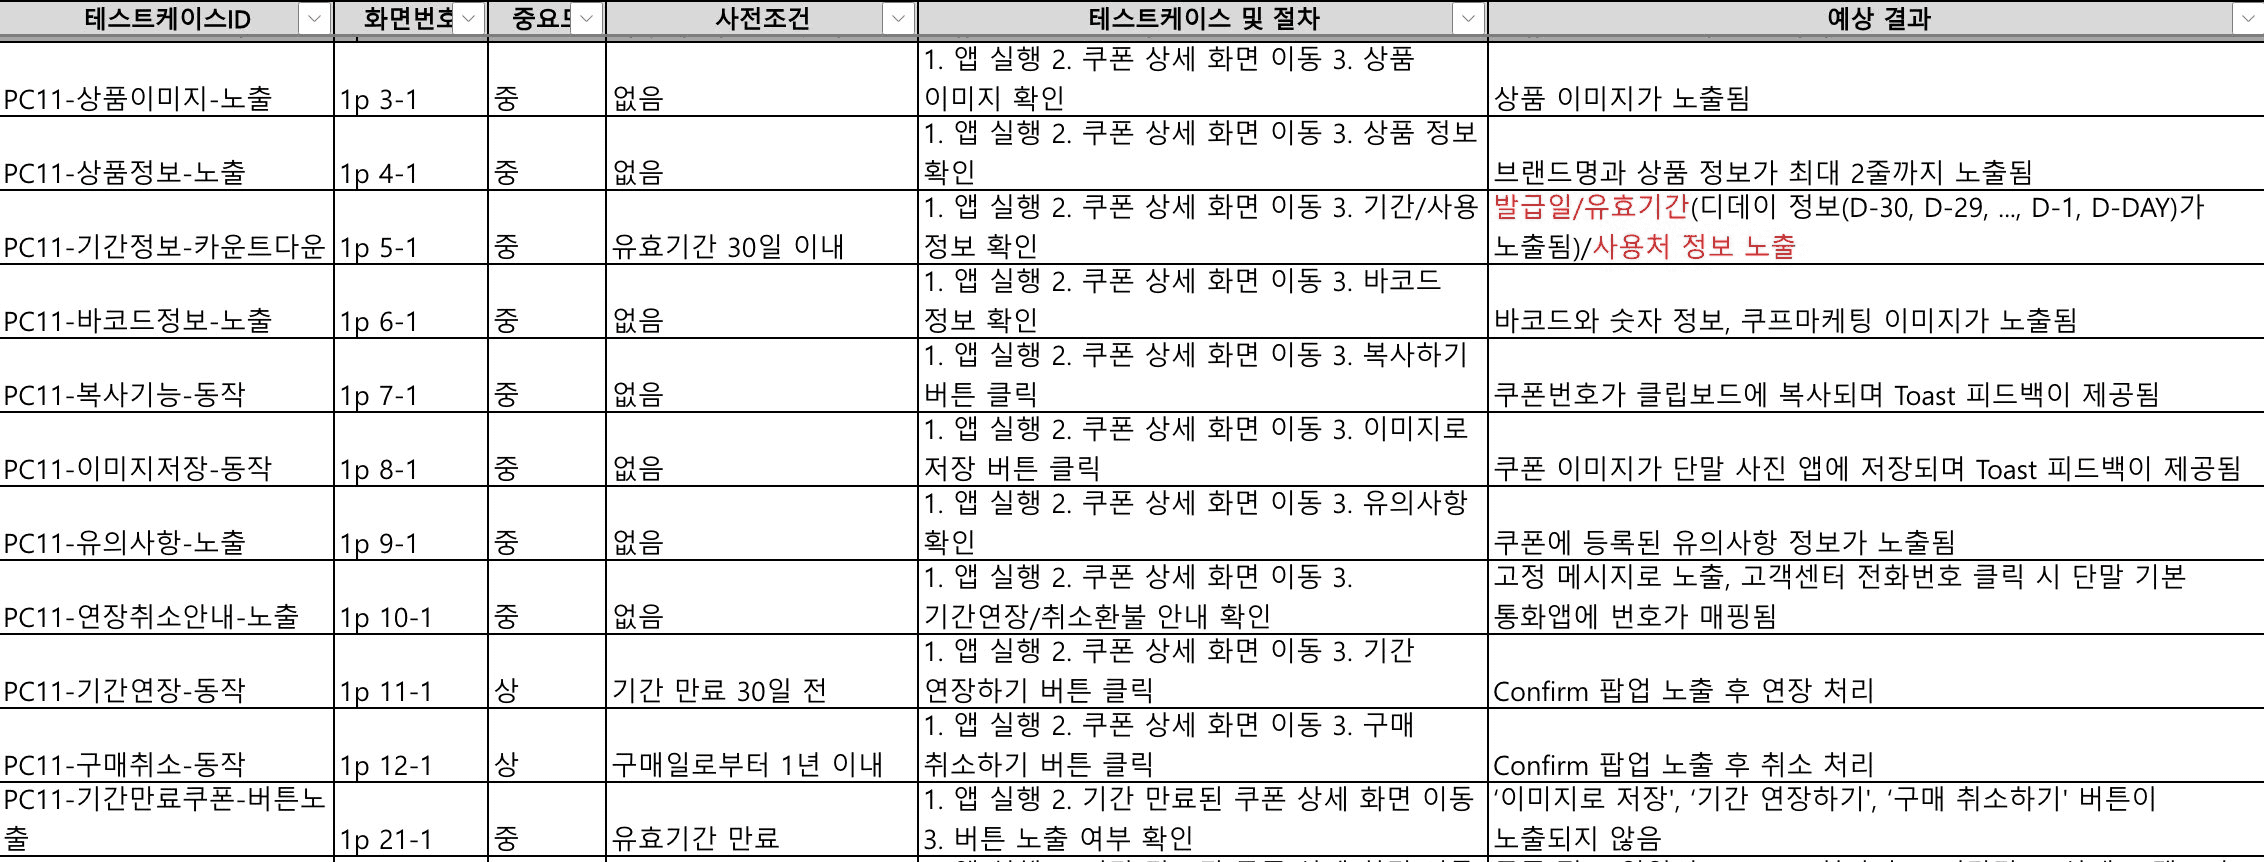 테스트케이스ID 화면번호 중요도 사전조건 테스트케이스 및 절차 예상 결과
1. 앱 실행 2. 쿠폰 상세 화면 이동 3. 상품
PC11-상품이미지-노출 1p 3-1 중 없음 이미지 확인 상품 이미지가 노출됨
1. 앱 실행 2. 쿠폰 상세 화면 이동 3. 상품 정보
PC11-상품정보-노출 1p 4-1 중 없음 확인 브랜드명과 상품 정보가 최대 2줄까지 노출됨
1. 앱 실행 2. 쿠폰 상세 화면 이동 3. 기간/사용 발급일/유효기간(디데이 정보(D-30, D-29, ..., D-1, D-DAY)가
PC11-기간정보-카운트다운 1p 5-1 중 유효기간 30일 이내 정보 확인 노출됨)/사용처 정보 노출
1. 앱 실행 2. 쿠폰 상세 화면 이동 3. 바코드
PC11-바코드정보-노출 1p 6-1 중 없음 정보 확인 바코드와 숫자 정보, 쿠프마케팅 이미지가 노출됨
1. 앱 실행 2. 쿠폰 상세 화면 이동 3. 복사하기
PC11-복사기능-동작 1p 7-1 중 없음 버튼 클릭 쿠폰번호가 클립보드에 복사되며 Toast 피드백이 제공됨
1. 앱 실행 2. 쿠폰 상세 화면 이동 3. 이미지로
PC11-이미지저장-동작 1p 8-1 중 없음 저장 버튼 클릭 쿠폰 이미지가 단말 사진 앱에 저장되며 Toast 피드백이 제공됨
1. 앱 실행 2. 쿠폰 상세 화면 이동 3. 유의사항
PC11-유의사항-노출 1p 9-1 중 없음 확인 쿠폰에 등록된 유의사항 정보가 노출됨
1. 앱 실행 2. 쿠폰 상세 화면 이동 3. 고정 메시지로 노출, 고객센터 전화번호 클릭 시 단말 기본
PC11-연장취소안내-노출 1p 10-1 중 없음 기간연장/취소환불 안내 확인 통화앱에 번호가 매핑됨
1. 앱 실행 2. 쿠폰 상세 화면 이동 3. 기간
PC11-기간연장-동작 1p 11-1 상 기간 만료 30일 전 연장하기 버튼 클릭 Confirm 팝업 노출 후 연장 처리
1. 앱 실행 2. 쿠폰 상세 화면 이동 3. 구매
PC11-구매취소-동작 1p 12-1 상 구매일로부터 1년 이내 취소하기 버튼 클릭 Confirm 팝업 노출 후 취소 처리
PC11-기간만료쿠폰-버튼노 1. 앱 실행 2. 기간 만료된 쿠폰 상세 화면 이동 ‘이미지로 저장', ‘기간 연장하기', ‘구매 취소하기' 버튼이
출 1p 21-1 중 유효기간 만료 3. 버튼 노출 여부 확인 노출되지 않음